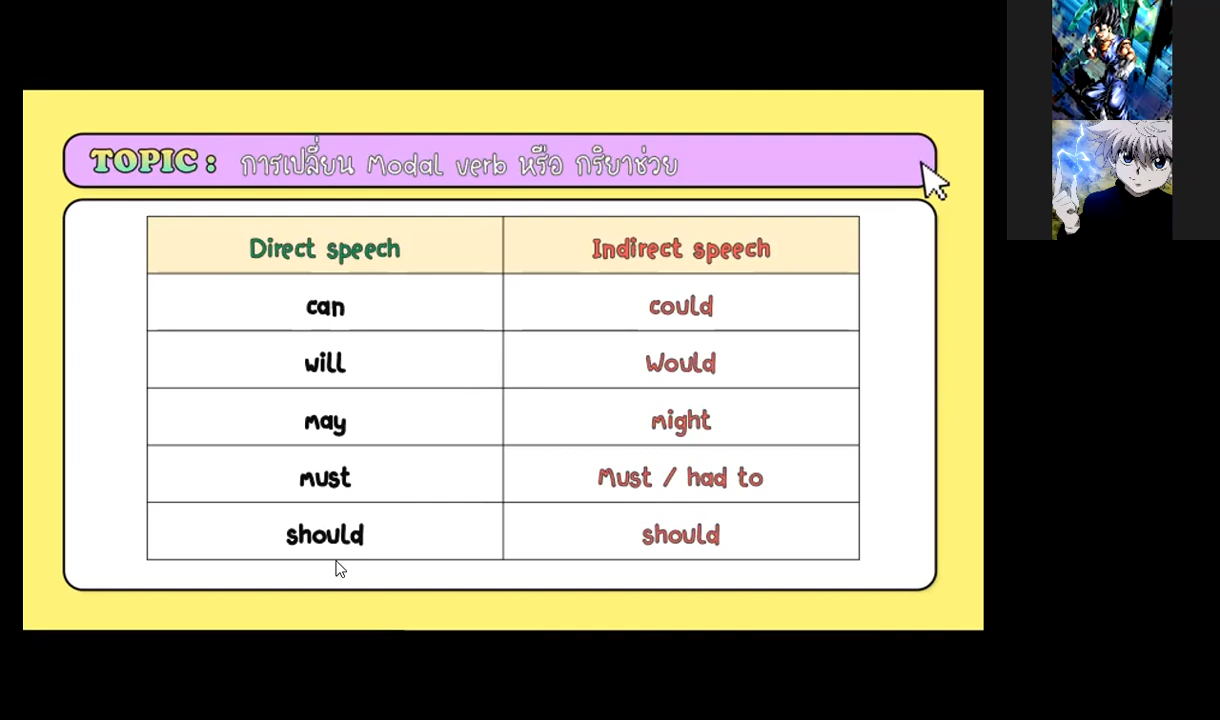 TOPIC: การเปลี่ยน Modal verb หรือ กริยาช่วย
Direct speech Indirect speech
can could
will Would
may might
must Must / had to
should should